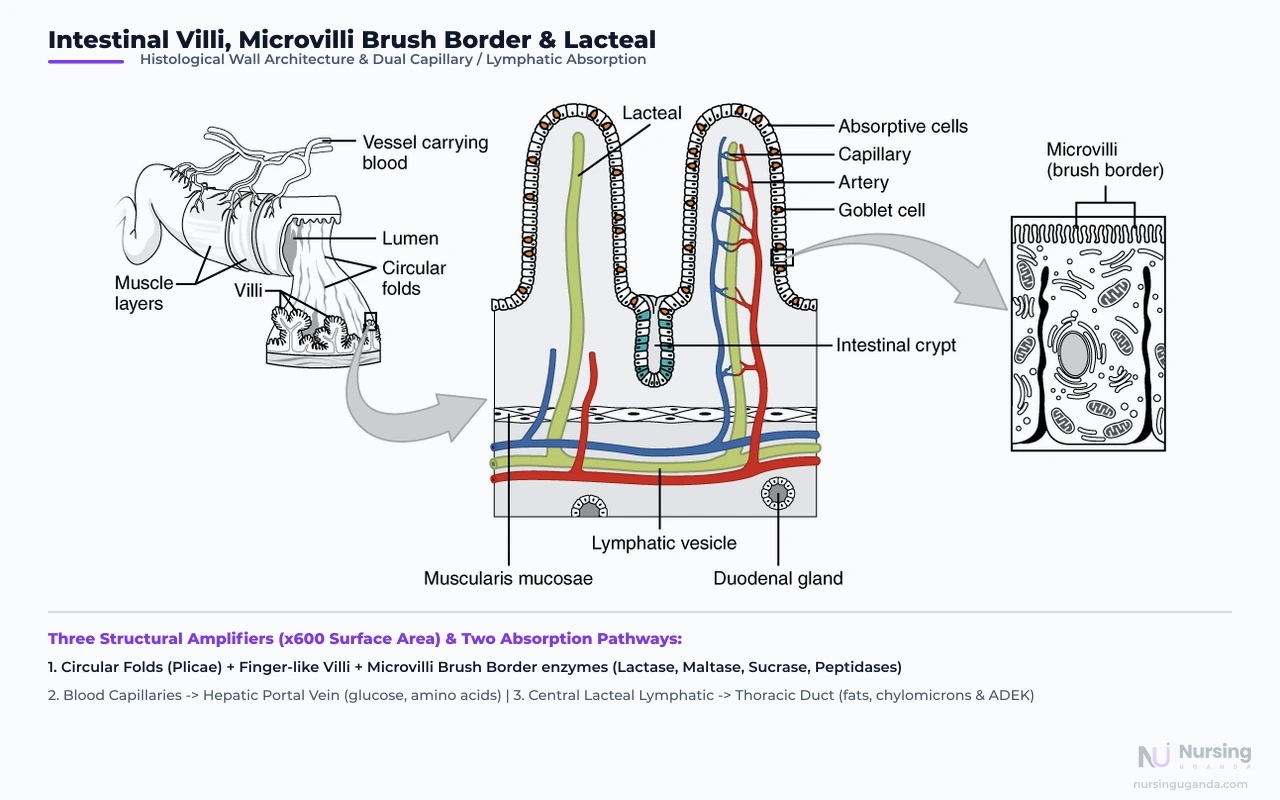 Intestinal Villi, Microvilli Brush Border & Lacteal
Histological Wall Architecture & Dual Capillary / Lymphatic Absorption
Vessel carrying
blood
Lumen
Circular
folds
Muscle
layers
Villi
Lacteal
Absorptive cells
Capillary
Artery
Goblet cell
Intestinal crypt
Lymphatic vesicle
Muscularis mucosae
Duodenal gland
Microvilli
(brush border)
Three Structural Amplifiers (x600 Surface Area) & Two Absorption Pathways:
1. Circular Folds (Plicae) + Finger-like Villi + Microvilli Brush Border enzymes (Lactase, Maltase, Sucrase, Peptidases)
2. Blood Capillaries -> Hepatic Portal Vein (glucose, amino acids) | 3. Central Lacteal Lymphatic -> Thoracic Duct (fats, chylomicrons & ADEK)
NU Nursing
UGANDA
nursinguganda.com